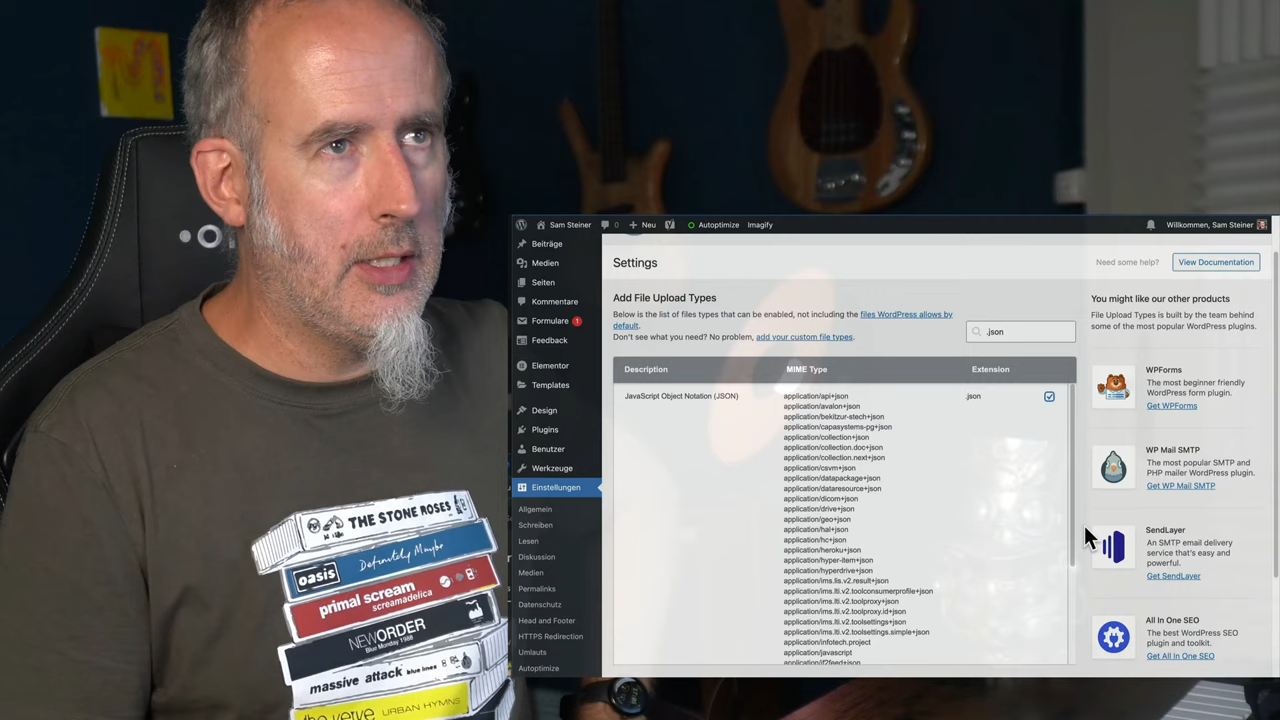 THE STONE ROSES
oasis
Definitely Maybe
primal scream
screamadelica
NEWORDER
Blue Monday 1988
massive attack
blue lines
the verve
URBAN HYMNS
Sam Steiner
0
Neu
Autoptimize
Imagify
Willkommen, Sam Steiner
Beiträge
Medien
Seiten
Kommentare
Formulare 1
Feedback
Elementor
Templates
Design
Plugins
Benutzer
Werkzeuge
Einstellungen
Allgemein
Schreiben
Lesen
Diskussion
Medien
Permalinks
Datenschutz
Head and Footer
HTTPS Redirection
Umlauts
Autoptimize
Settings
Need some help?
View Documentation
Add File Upload Types
Below is the list of files types that can be enabled, not including the files WordPress allows by
default.
Don't see what you need? No problem, add your custom file types.
.json
Description
MIME Type
Extension
JavaScript Object Notation (JSON)
application/api+json
.json
application/avalon+json
application/bekitzur-stech+json
application/capasystems-pg+json
application/collection+json
application/collection.doc+json
application/collection.next+json
application/csvm+json
application/datapackage+json
application/dataresource+json
application/dicom+json
application/drive+json
application/geo+json
application/hal+json
application/hc+json
application/heroku+json
application/hyper-item+json
application/hyperdrive+json
application/ims.lis.v2.result+json
application/ims.lti.v2.toolconsumerprofile+json
application/ims.lti.v2.toolproxy+json
application/ims.lti.v2.toolproxy.id+json
application/ims.lti.v2.toolsettings+json
application/ims.lti.v2.toolsettings.simple+json
application/infotech.project
application/javascript
application/jf2feed+json
You might like our other products
File Upload Types is built by the team behind
some of the most popular WordPress plugins.
WPForms
The most beginner friendly
WordPress form plugin.
Get WPForms
WP Mail SMTP
The most popular SMTP and
PHP mailer WordPress plugin.
Get WP Mail SMTP
SendLayer
An SMTP email delivery
service that's easy and
powerful.
Get SendLayer
All In One SEO
The best WordPress SEO
plugin and toolkit.
Get All In One SEO